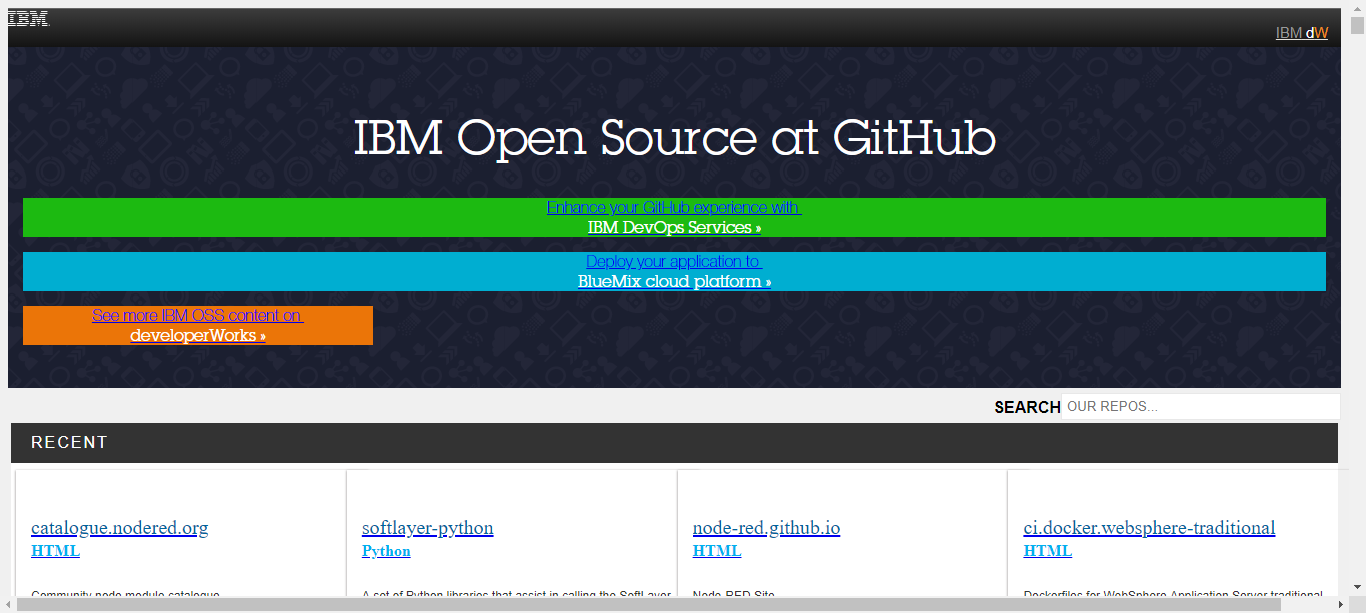 IBM
IBM dW
IBM Open Source at GitHub
Enhance your GitHub experience with
IBM DevOps Services »
Deploy your application to
BlueMix cloud platform »
See more IBM OSS content on
developerWorks »
SEARCH OUR REPOS...
RECENT
catalogue.nodered.org softlayer-python node-red.github.io ci.docker.websphere-traditional
HTML Python HTML HTML
Community node module catalogue A set of Python libraries that assist in calling the SoftLayer Node-RED Site Dockerfiles for WebSphere Application Server traditional